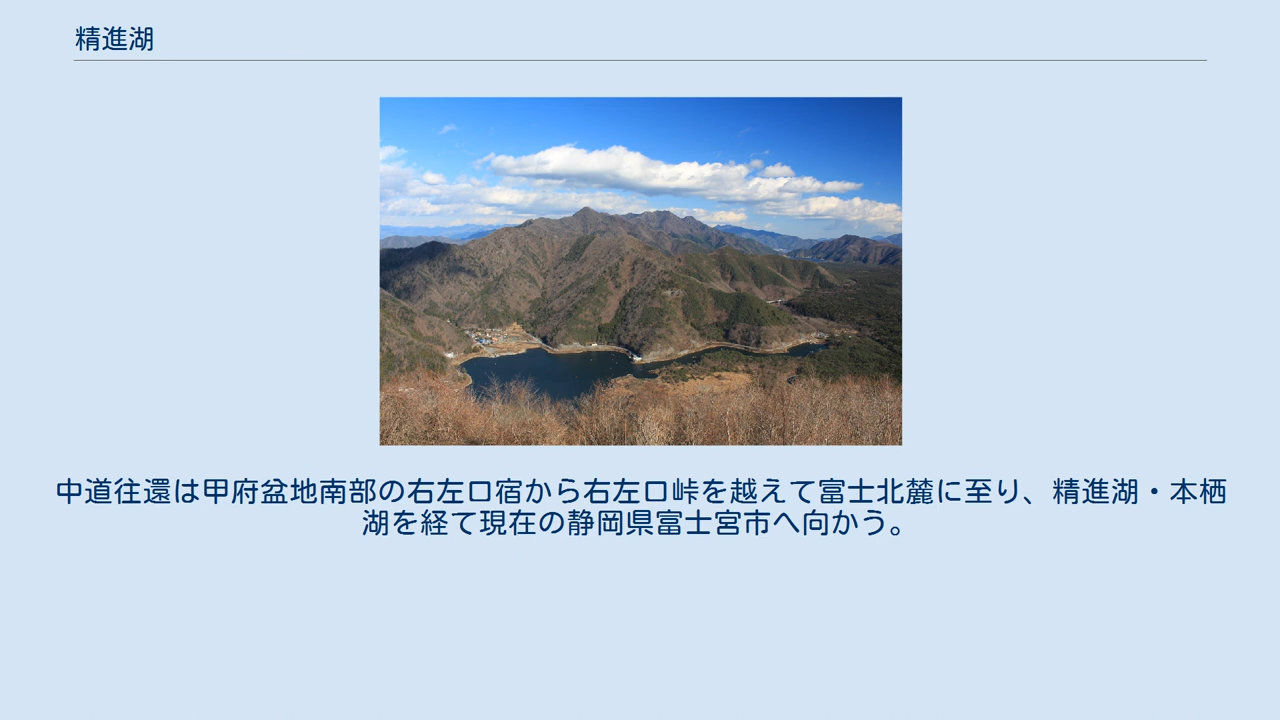 精進湖
中道往還は甲府盆地南部の右左口宿から右左口峠を越えて富士北麓に至り、精進湖・本栖
湖を経て現在の静岡県富士宮市へ向かう。